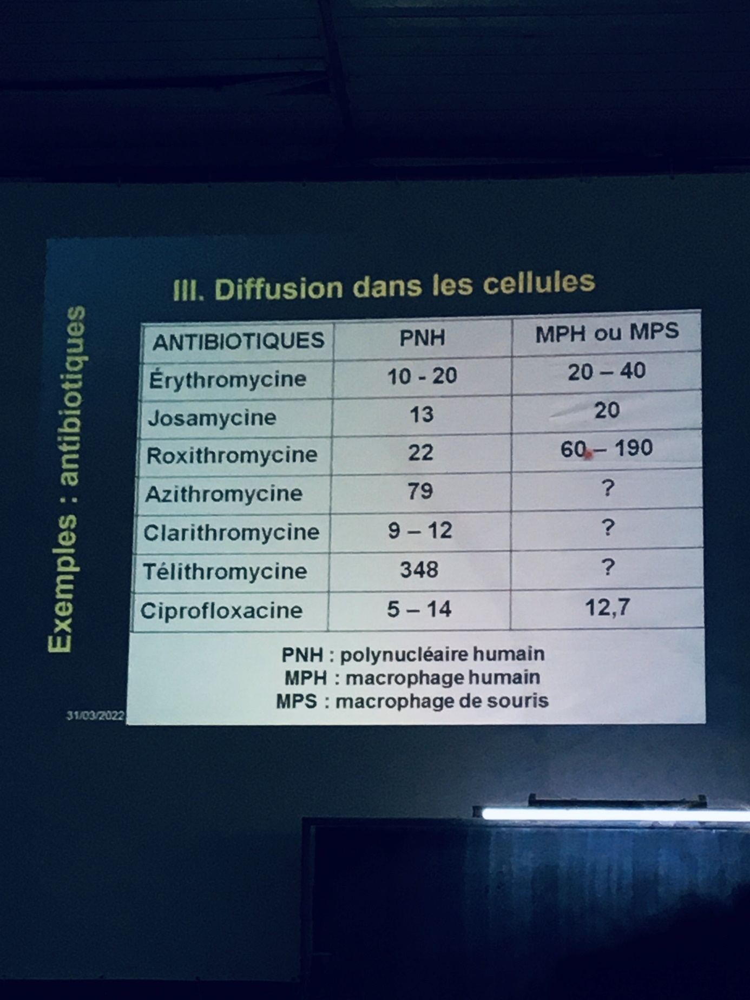 III. Diffusion dans les cellules
Exemples : antibiotiques
ANTIBIOTIQUES PNH MPH ou MPS
Érythromycine 10 - 20 20 – 40
Josamycine 13 20
Roxithromycine 22 60 – 190
Azithromycine 79 ?
Clarithromycine 9 – 12 ?
Télithromycine 348 ?
Ciprofloxacine 5 – 14 12,7
PNH : polynucléaire humain
MPH : macrophage humain
MPS : macrophage de souris
31/03/2022